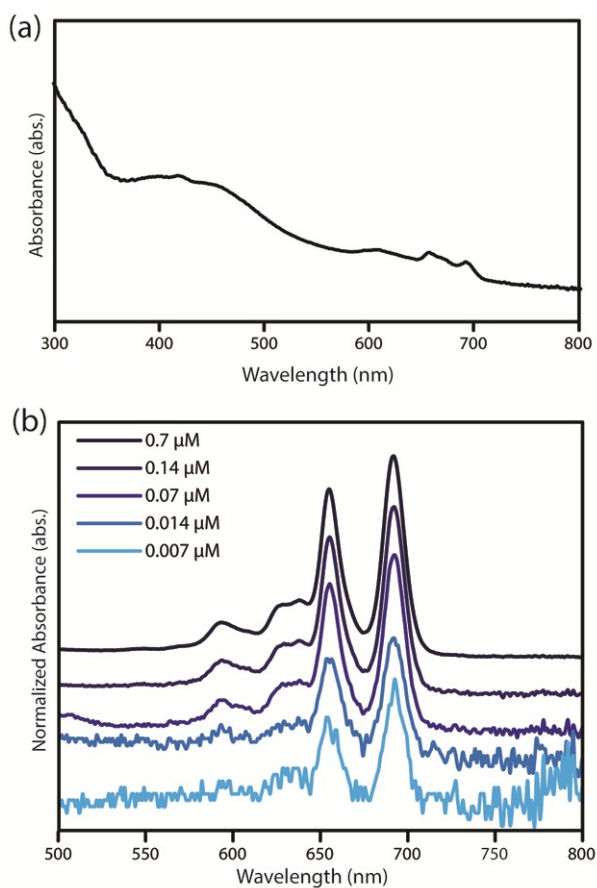 (a)
Absorbance (abs.)
300 400 500 600 700 800
Wavelength (nm)
(b)
0.7 μM
0.14 μM
0.07 μM
0.014 μM
0.007 μM
Normalized Absorbance (abs.)
500 550 600 650 700 750 800
Wavelength (nm)